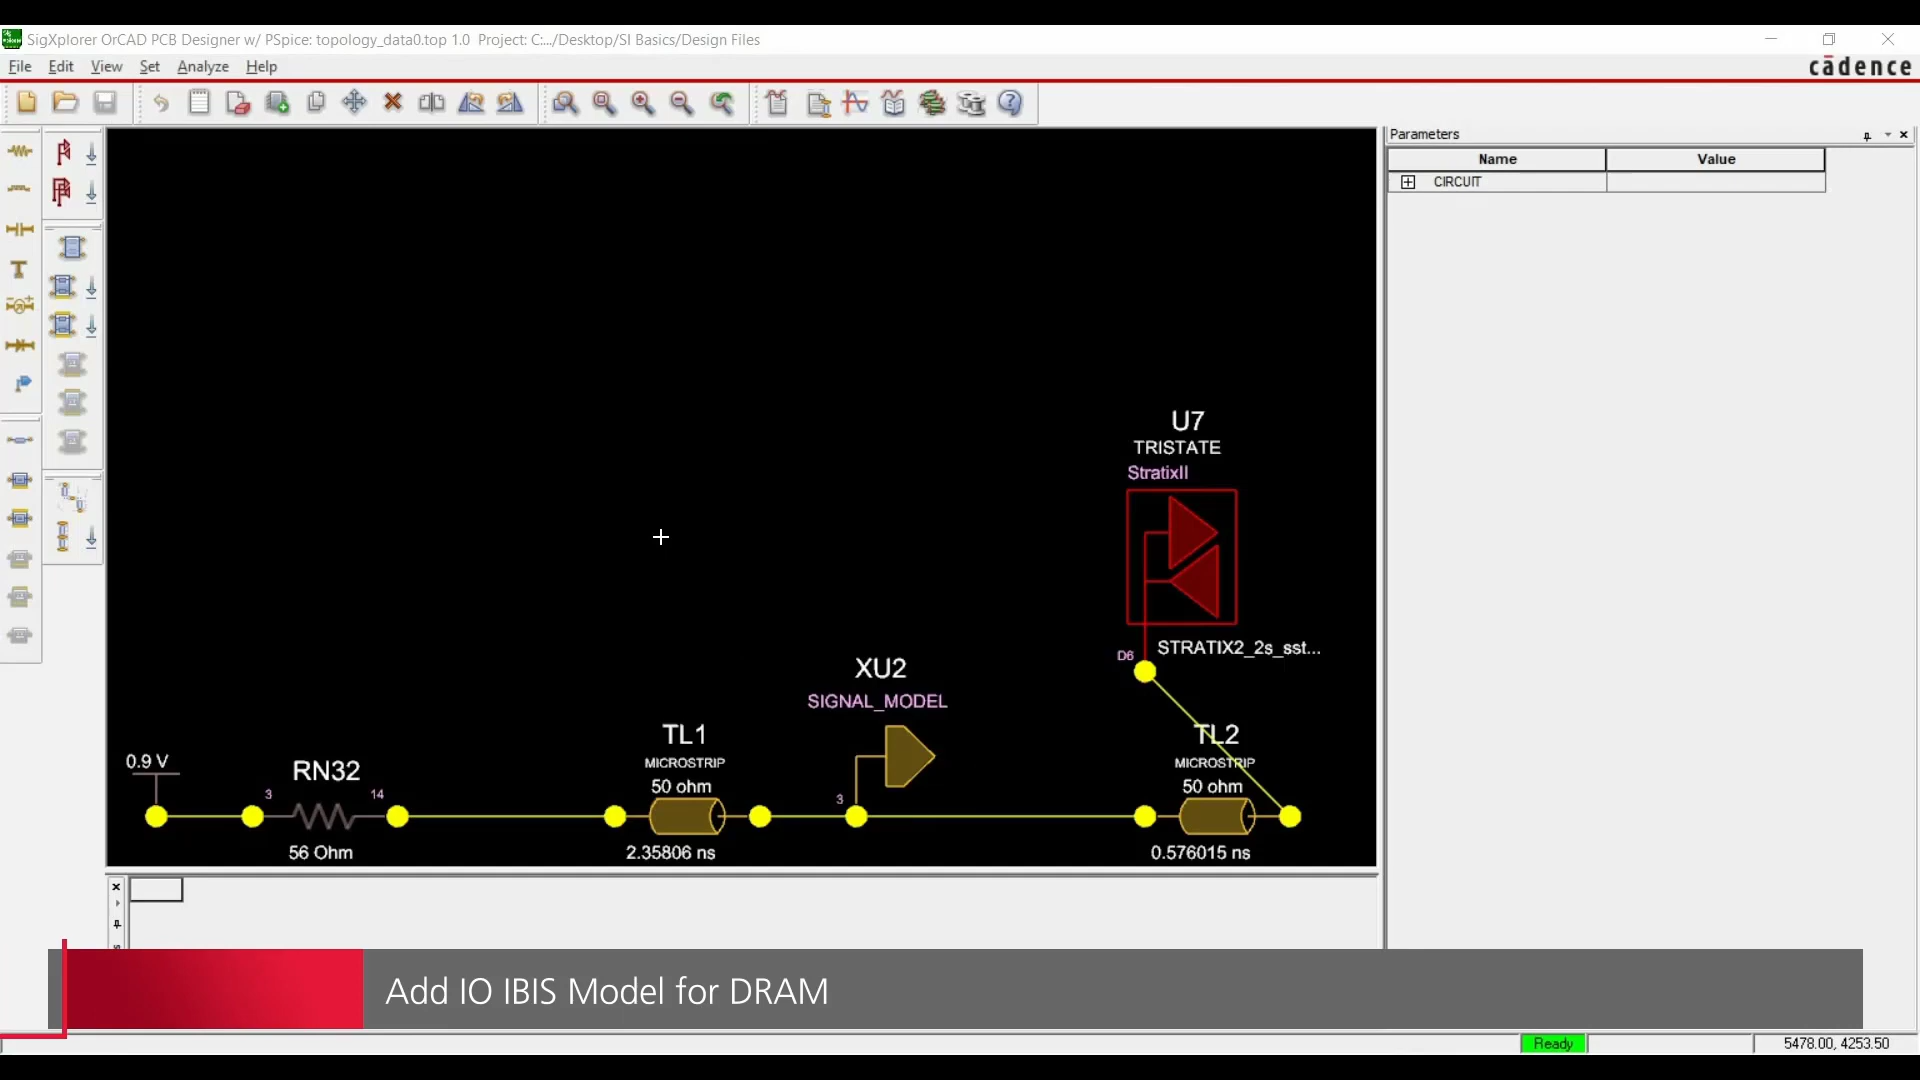 SigXplorer OrCAD PCB Designer w/ PSpice: topology_data0.top 1.0  Project: C:.../Desktop/SI Basics/Design Files
File Edit View Set Analyze Help
cādence
Parameters
Name Value
CIRCUIT
U7
TRISTATE
StratixII
D6
STRATIX2_2s_sst...
XU2
SIGNAL_MODEL
3
TL1
MICROSTRIP
50 ohm
2.35806 ns
TL2
MICROSTRIP
50 ohm
0.576015 ns
0.9 V
RN32
3 14
56 Ohm
Add IO IBIS Model for DRAM
Ready
5478.00, 4253.50